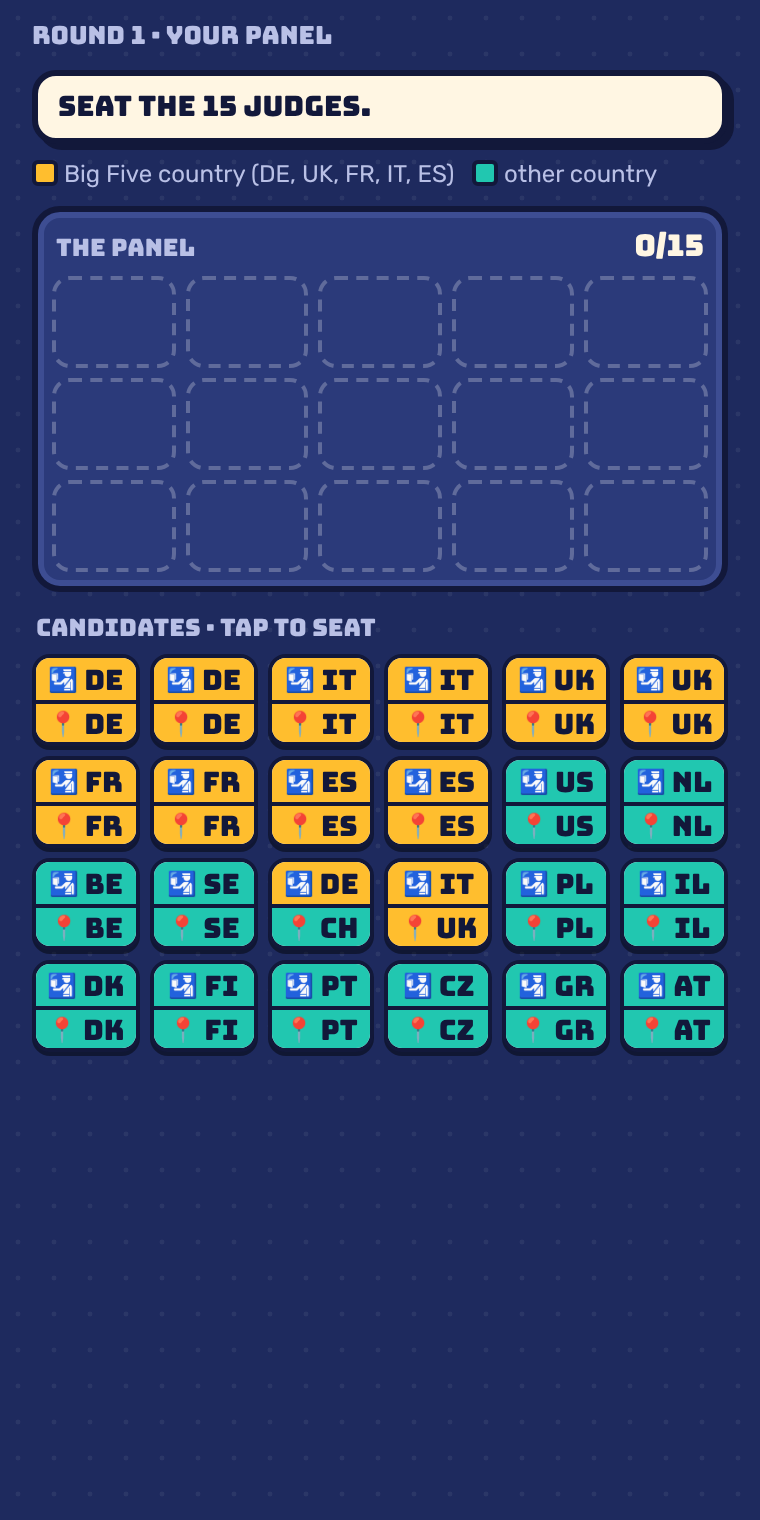 ROUND 1 · YOUR PANEL
SEAT THE 15 JUDGES.
Big Five country (DE, UK, FR, IT, ES) other country
THE PANEL 0/15
CANDIDATES · TAP TO SEAT
🛂 DE 🛂 DE 🛂 IT 🛂 IT 🛂 UK 🛂 UK
📍 DE 📍 DE 📍 IT 📍 IT 📍 UK 📍 UK
🛂 FR 🛂 FR 🛂 ES 🛂 ES 🛂 US 🛂 NL
📍 FR 📍 FR 📍 ES 📍 ES 📍 US 📍 NL
🛂 BE 🛂 SE 🛂 DE 🛂 IT 🛂 PL 🛂 IL
📍 BE 📍 SE 📍 CH 📍 UK 📍 PL 📍 IL
🛂 DK 🛂 FI 🛂 PT 🛂 CZ 🛂 GR 🛂 AT
📍 DK 📍 FI 📍 PT 📍 CZ 📍 GR 📍 AT